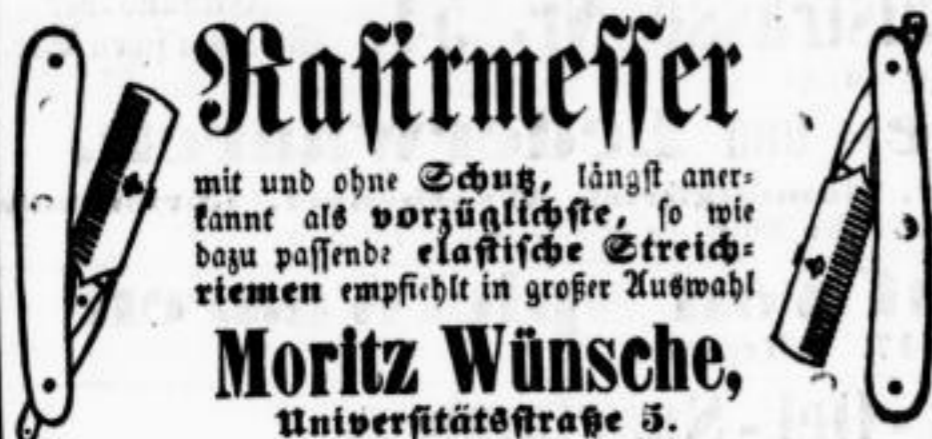 Rasirmesser
mit und ohne Schutz, längst aner-
kannt als vorzüglichste, so wie
dazu passende elastische Streich-
riemen empfiehlt in großer Auswahl
Moritz Wünsche,
Universitätsstraße 5.